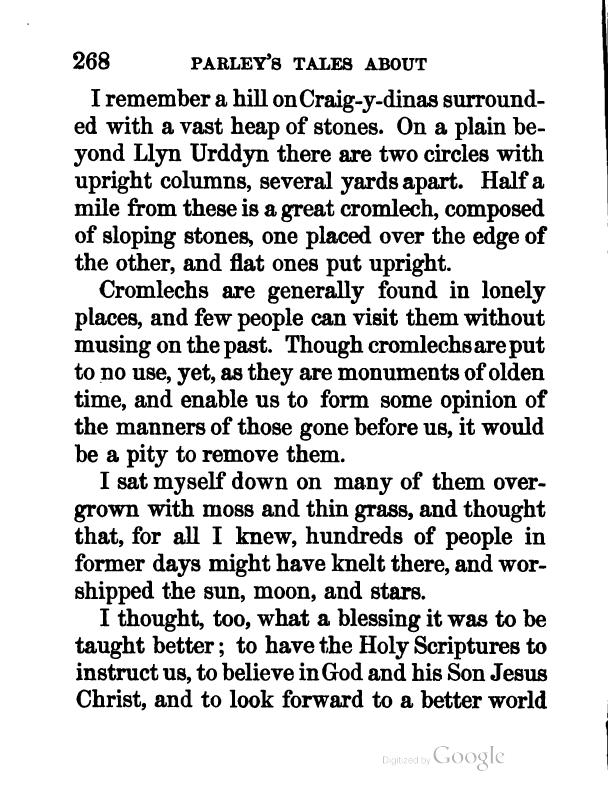 268 PARLEY'S TALES ABOUT
I remember a hill on Craig-y-dinas surround-
ed with a vast heap of stones. On a plain be-
yond Llyn Urddyn there are two circles with
upright columns, several yards apart. Half a
mile from these is a great cromlech, composed
of sloping stones, one placed over the edge of
the other, and flat ones put upright.
Cromlechs are generally found in lonely
places, and few people can visit them without
musing on the past. Though cromlechs are put
to no use, yet, as they are monuments of olden
time, and enable us to form some opinion of
the manners of those gone before us, it would
be a pity to remove them.
I sat myself down on many of them over-
grown with moss and thin grass, and thought
that, for all I knew, hundreds of people in
former days might have knelt there, and wor-
shipped the sun, moon, and stars.
I thought, too, what a blessing it was to be
taught better; to have the Holy Scriptures to
instruct us, to believe in God and his Son Jesus
Christ, and to look forward to a better world
Digitized by Google